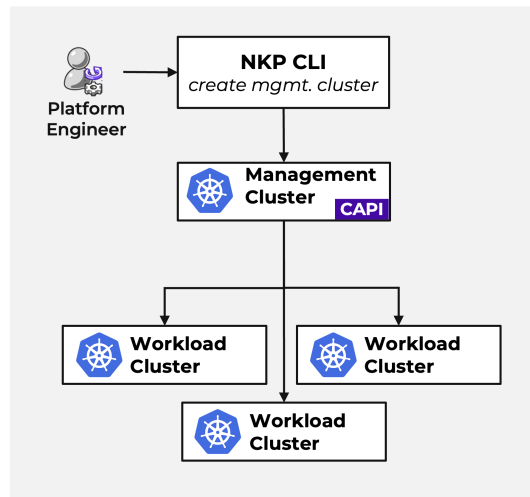 NKP CLI
create mgmt. cluster
Platform
Engineer
Management
Cluster
CAPI
Workload
Cluster
Workload
Cluster
Workload
Cluster